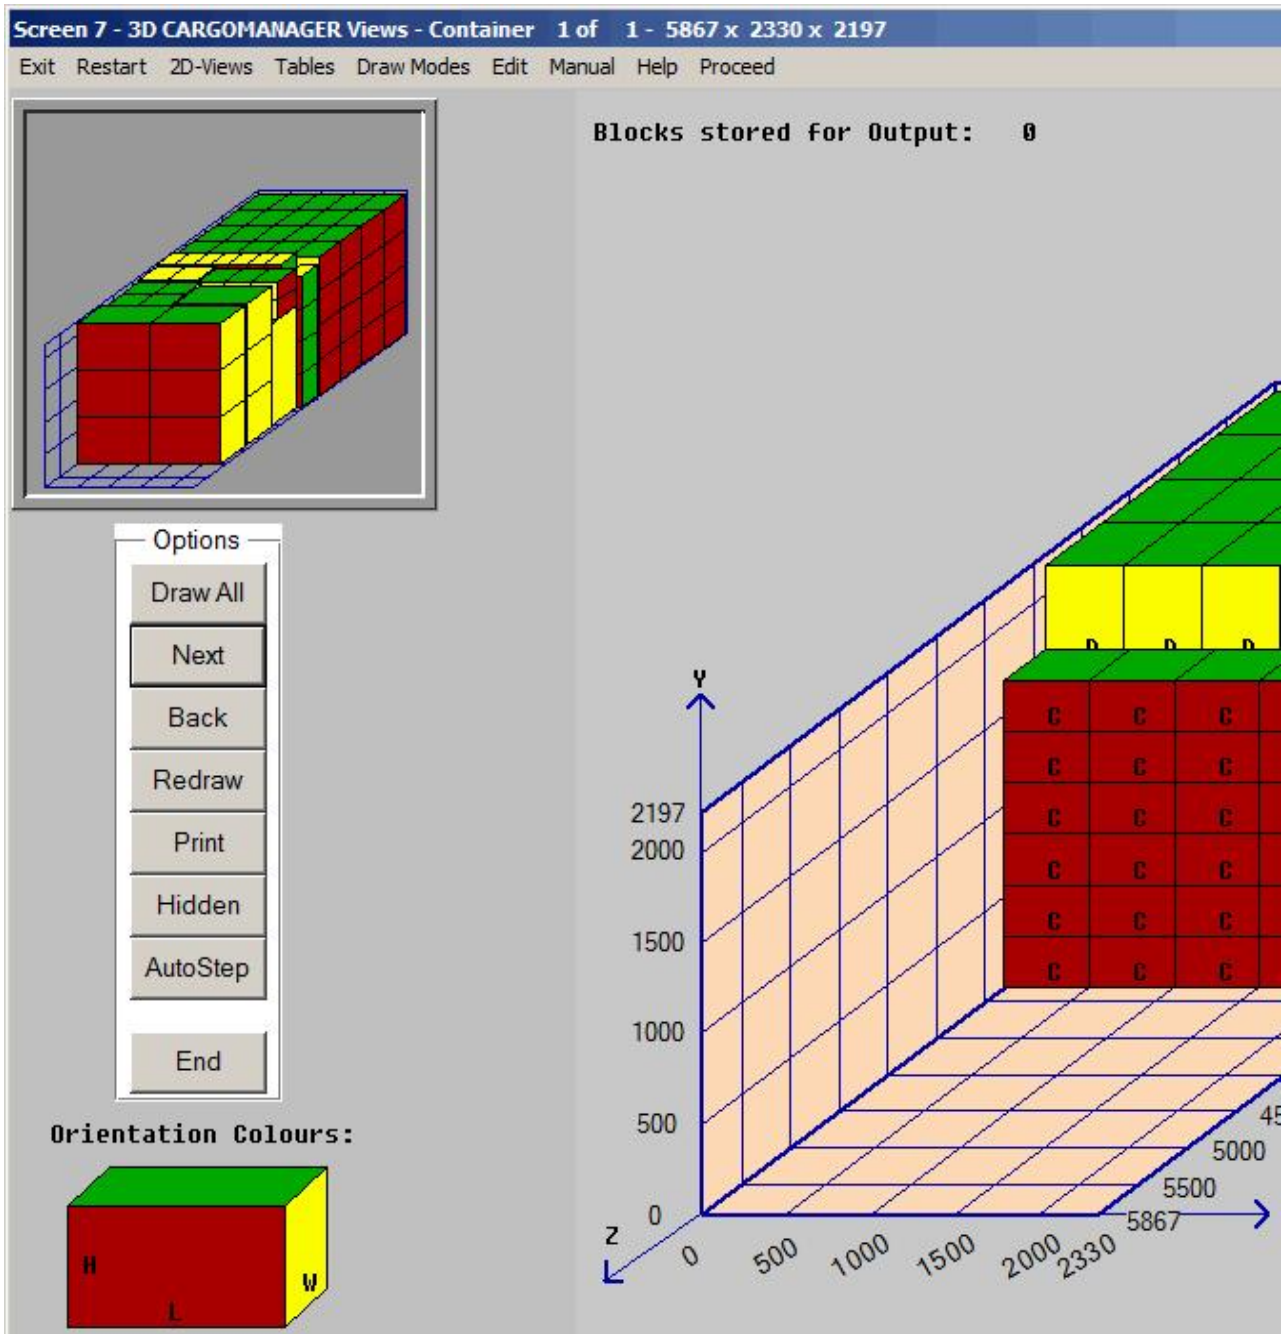 Screen 7 - 3D CARGOMANAGER Views - Container 1 of 1 - 5867 x 2330 x 2197
Exit Restart 2D-Views Tables Draw Modes Edit Manual Help Proceed
Blocks stored for Output: 0
Options
Draw All
Next
Back
Redraw
Print
Hidden
AutoStep
End
Orientation Colours:
H
L
W
Y
2197
2000
1500
1000
500
0
Z
0
500
1000
1500
2000
2330
5867
5500
5000
45
D D D
C C C
C C C
C C C
C C C
C C C
C C C